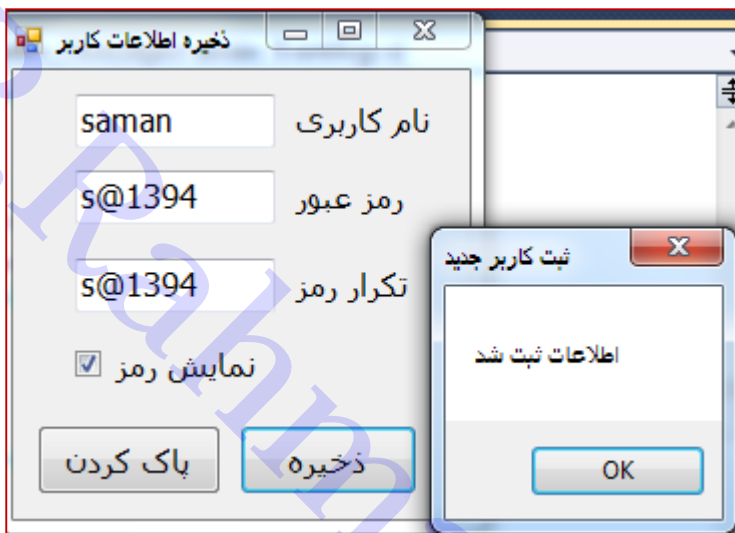 ذخیره اطلاعات کاربر
نام کاربری saman
رمز عبور s@1394
تکرار رمز s@1394
نمایش رمز
ذخیره پاک کردن
ثبت کاربر جدید
اطلاعات ثبت شد
OK
Rahm